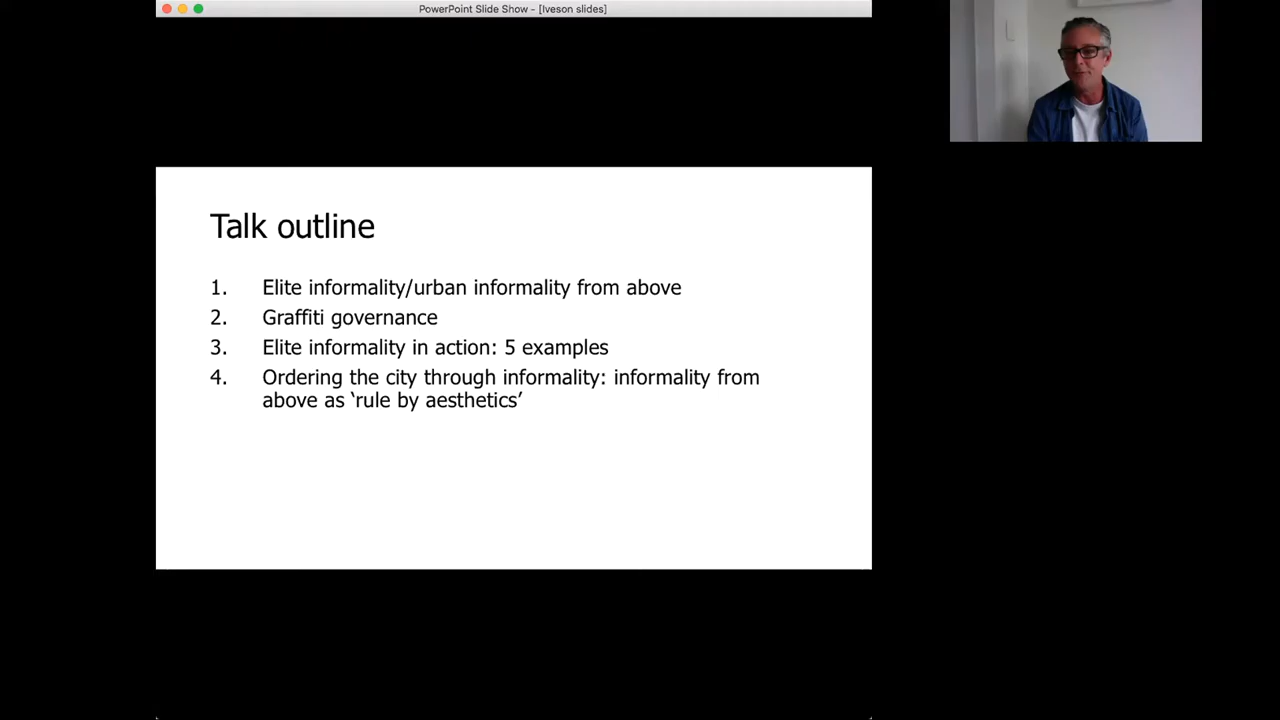 PowerPoint Slide Show - [Iveson slides]
Talk outline
1. Elite informality/urban informality from above
2. Graffiti governance
3. Elite informality in action: 5 examples
4. Ordering the city through informality: informality from
above as ‘rule by aesthetics’